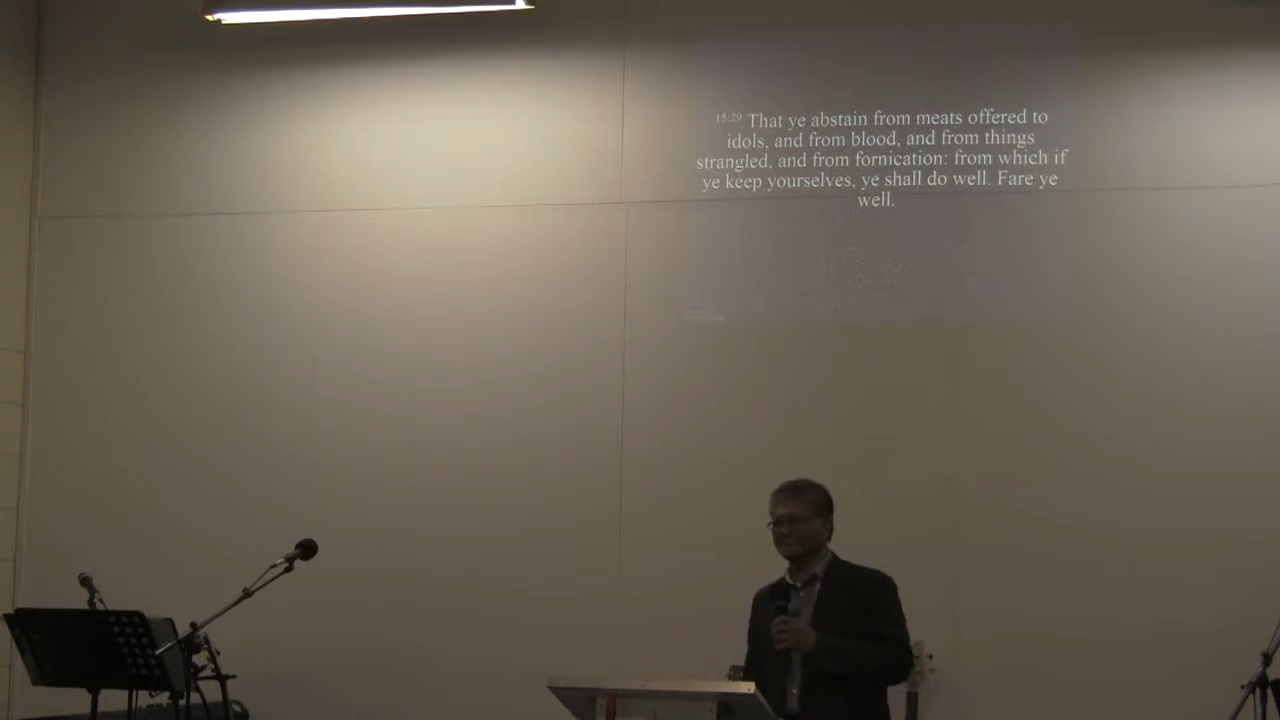 15:29 That ye abstain from meats offered to
idols, and from blood, and from things
strangled, and from fornication: from which if
ye keep yourselves, ye shall do well. Fare ye
well.